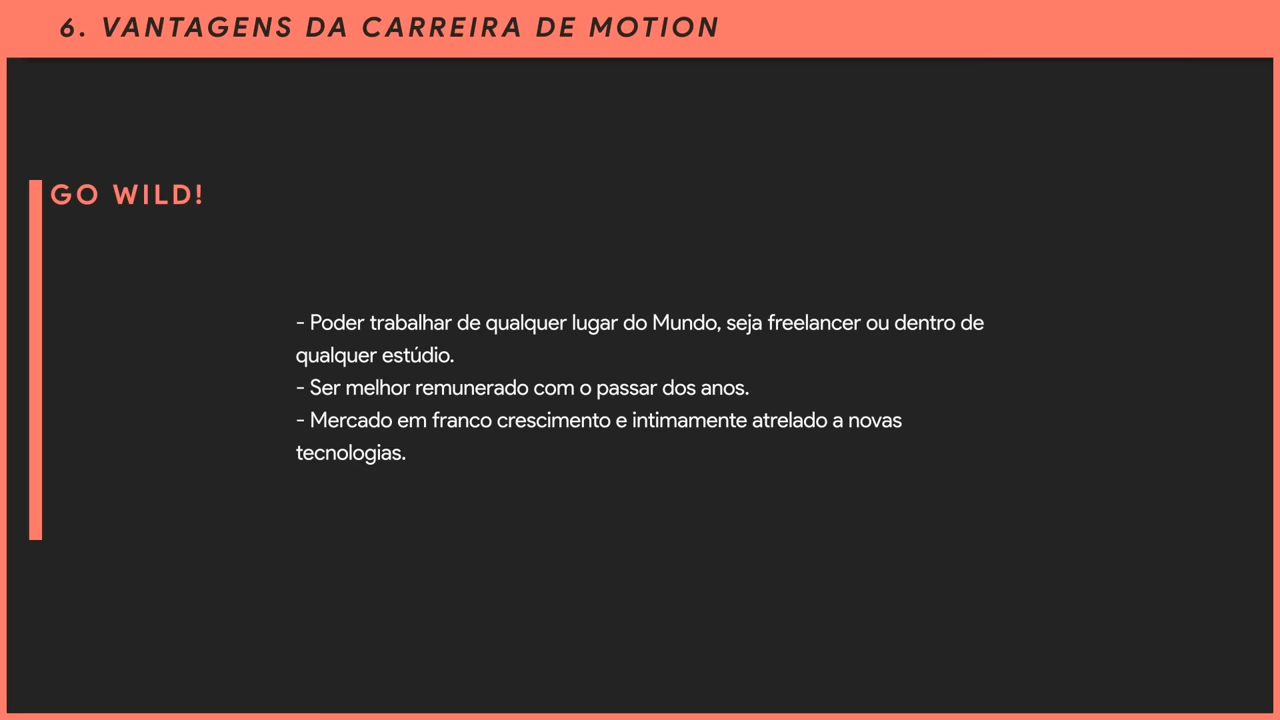 6. VANTAGENS DA CARREIRA DE MOTION
GO WILD!
- Poder trabalhar de qualquer lugar do Mundo, seja freelancer ou dentro de
qualquer estúdio.
- Ser melhor remunerado com o passar dos anos.
- Mercado em franco crescimento e intimamente atrelado a novas
tecnologias.